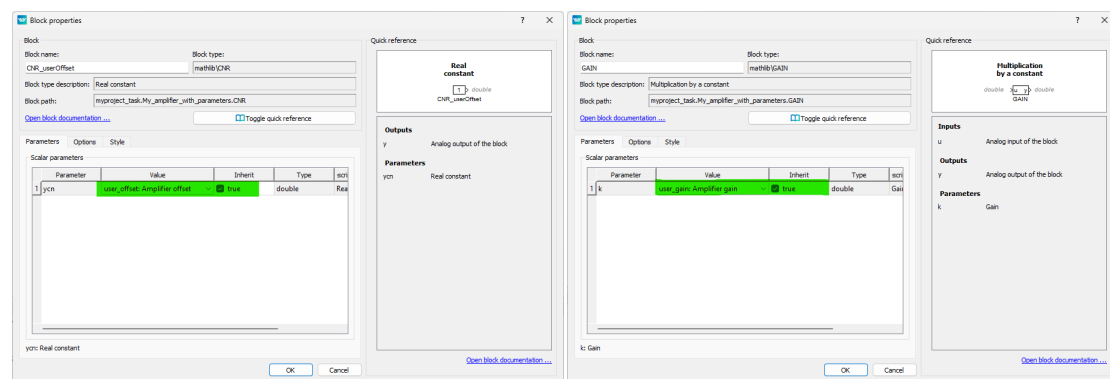 Block properties
? ×
Block
Block name:
Block type:
CNR_userOffset
mathlib\CNR
Block type description: Real constant
Block path: myproject_task.My_amplifier_with_parameters.CNR
Open block documentation ...
Toggle quick reference
Parameters Options Style
Scalar parameters
Parameter Value Inherit Type scri
1 ycn user_offset: Amplifier offset true double Rea
ycn: Real constant
OK Cancel
Quick reference
Real
constant
1 double
CNR_userOffset
Outputs
y Analog output of the block
Parameters
ycn Real constant
Open block documentation ...
Block properties
? ×
Block
Block name:
Block type:
GAIN
mathlib\GAIN
Block type description: Multiplication by a constant
Block path: myproject_task.My_amplifier_with_parameters.GAIN
Open block documentation ...
Toggle quick reference
Parameters Options Style
Scalar parameters
Parameter Value Inherit Type scri
1 k user_gain: Amplifier gain true double Gair
k: Gain
OK Cancel
Quick reference
Multiplication
by a constant
double u y double
GAIN
Inputs
u Analog input of the block
Outputs
y Analog output of the block
Parameters
k Gain
Open block documentation ...